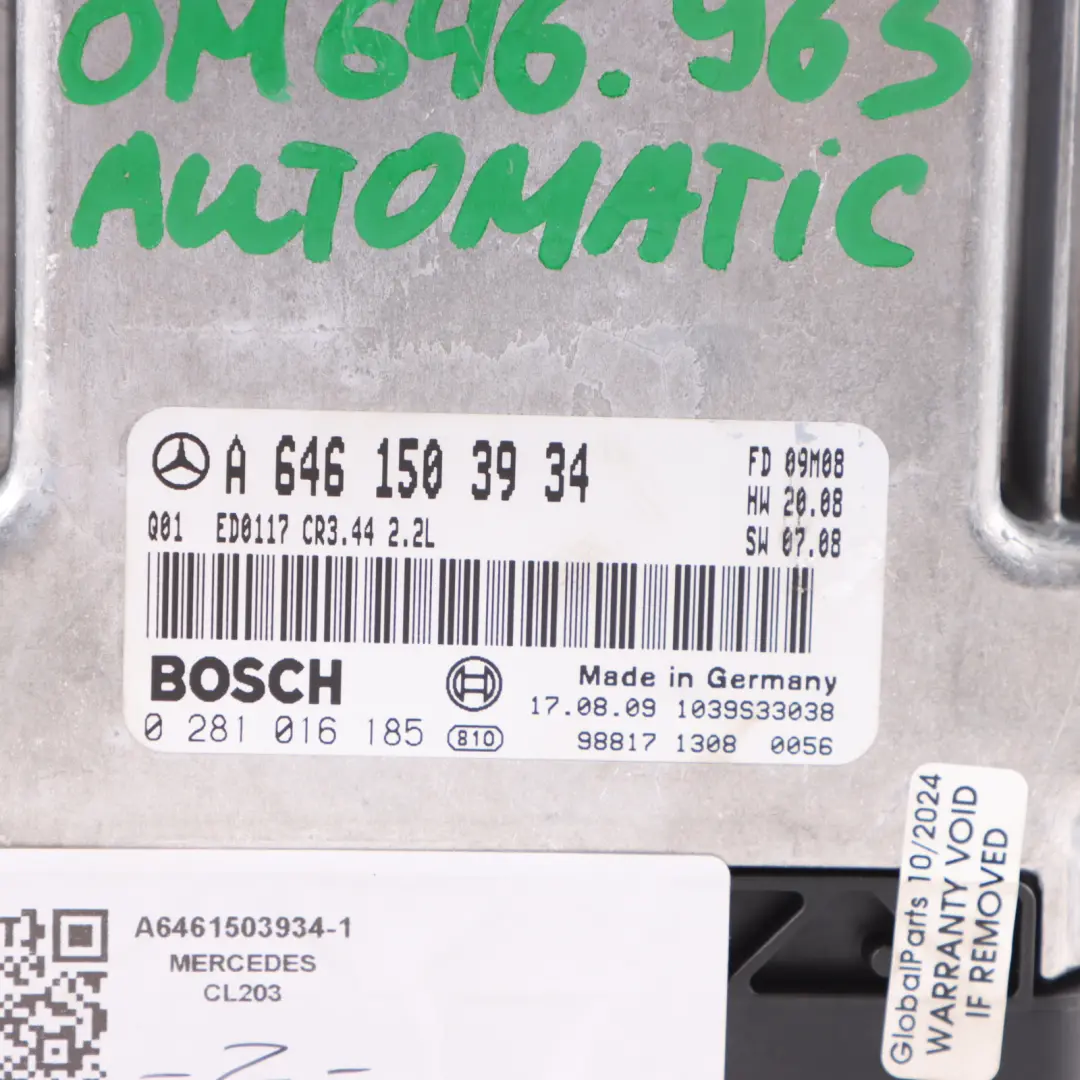 OM646.963
AUTOMATIC
A 646 150 39 34
FD 09M08
HW 20.08
SW 07.08
Q01 ED0117 CR3.44 2.2L
BOSCH
0 281 016 185
810
Made in Germany
17.08.09 1039S33038
98817 1308 0056
A6461503934-1
MERCEDES
CL203
GlobalParts 10/2024
WARRANTY VOID
IF REMOVED